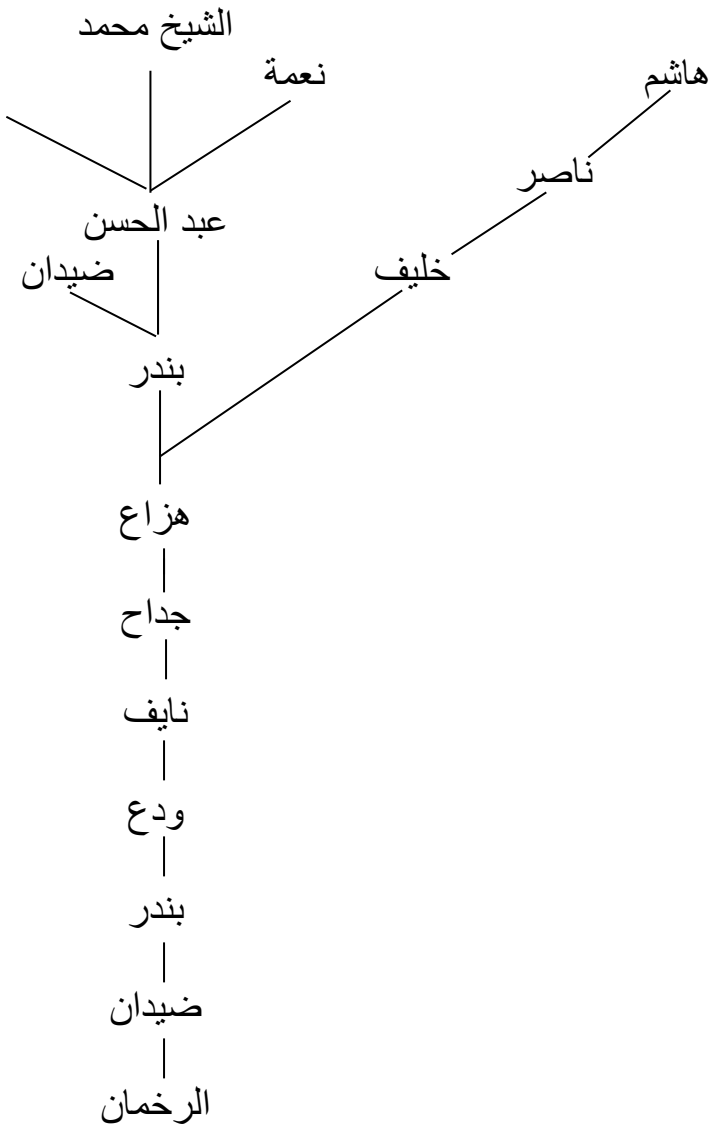 الشيخ محمد
نعمة
هاشم
ناصر
عبد الحسن
ضيدان
خليف
بندر
هزاع
جداح
نايف
ودع
بندر
ضيدان
الرخمان